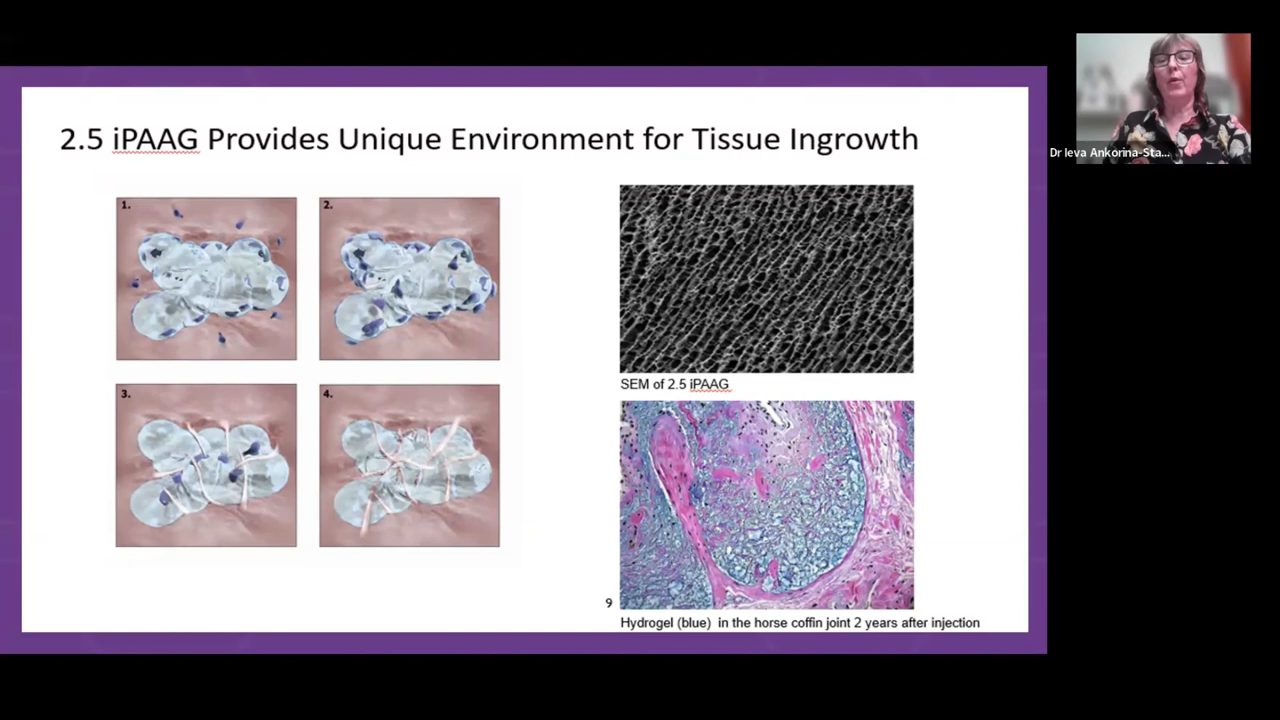 2.5 iPAAG Provides Unique Environment for Tissue Ingrowth
1.
2.
3.
4.
SEM of 2.5 iPAAG
9
Hydrogel (blue) in the horse coffin joint 2 years after injection
Dr Ieva Ankorina-Sta...